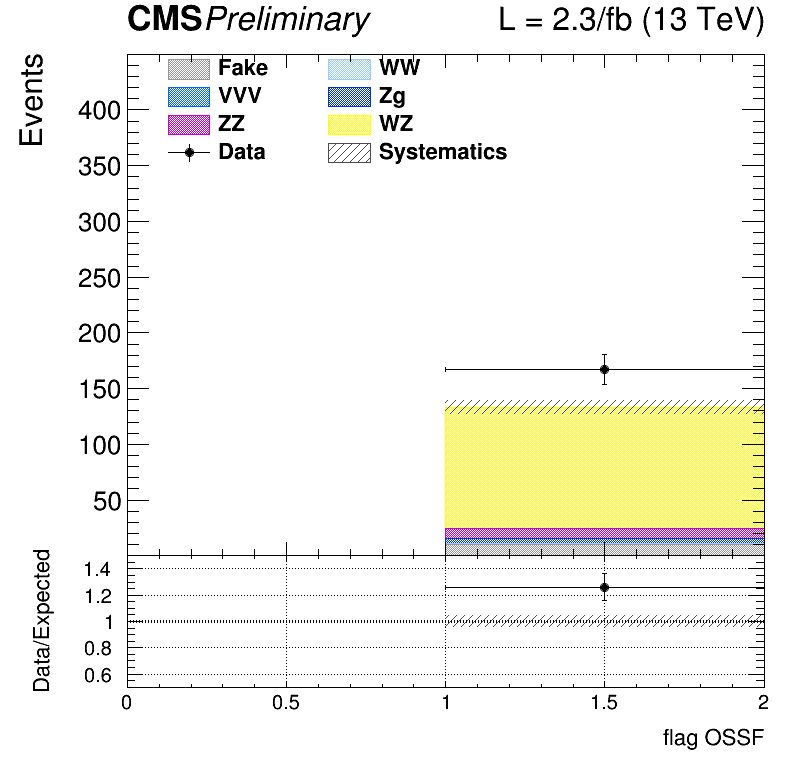 CMS Preliminary L = 2.3/fb (13 TeV)
Events
Fake WW
VVV Zg
ZZ WZ
Data Systematics
400
350
300
250
200
150
100
50
Data/Expected
1.4
1.2
1
0.8
0.6
0 0.5 1 1.5 2
flag OSSF